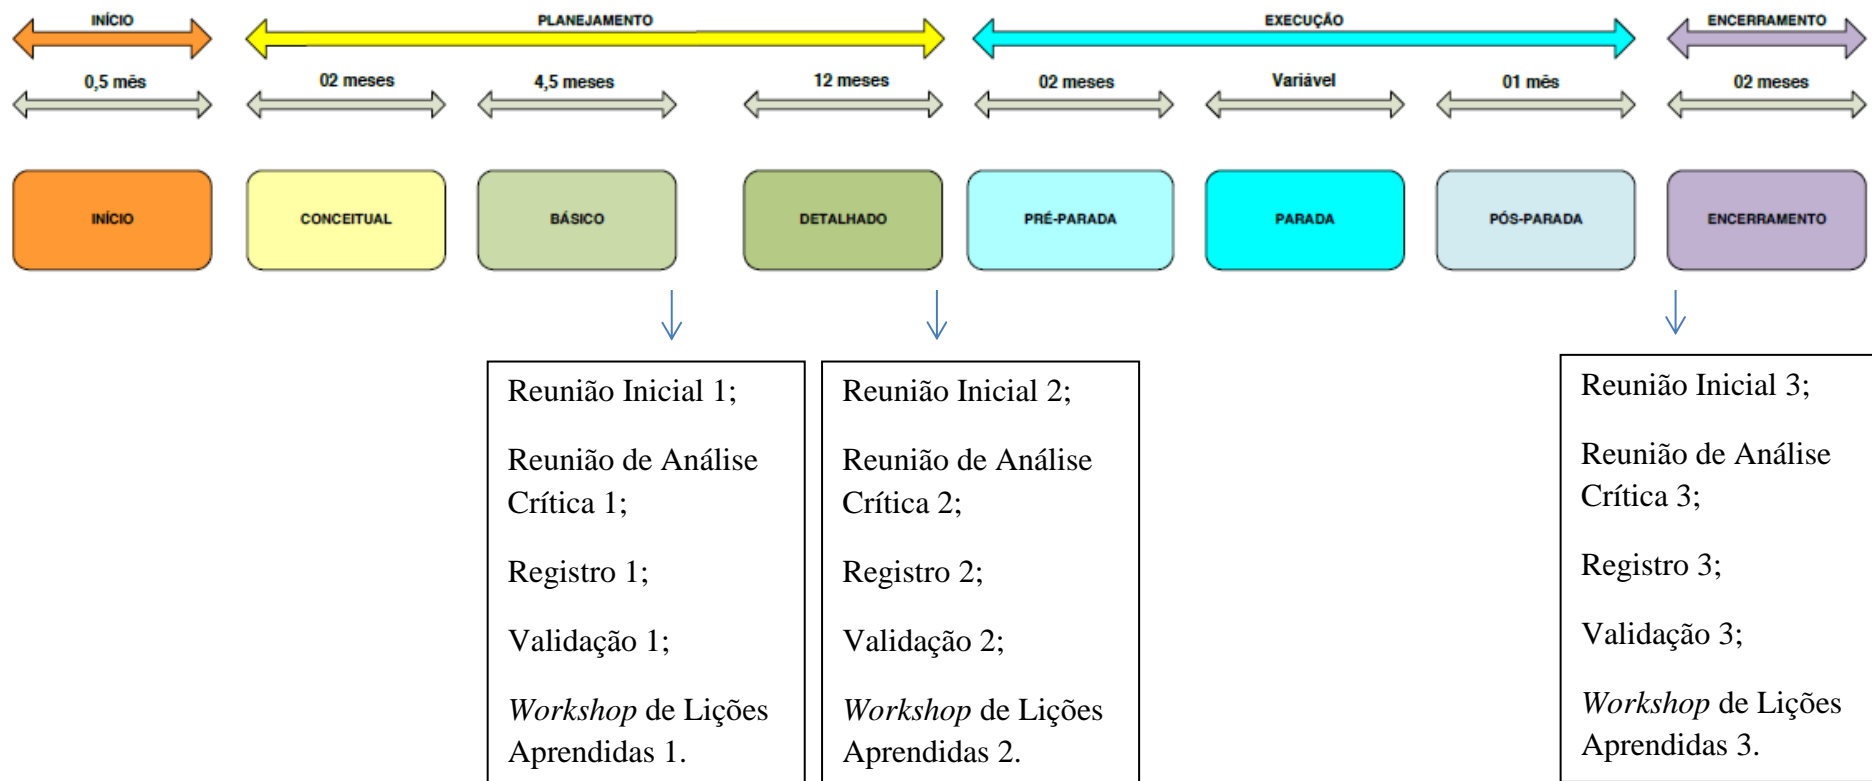 INÍCIO
PLANEJAMENTO
EXECUÇÃO
ENCERRAMENTO
0,5 mês
02 meses
4,5 meses
12 meses
02 meses
Variável
01 mês
02 meses
INÍCIO
CONCEITUAL
BÁSICO
DETALHADO
PRÉ-PARADA
PARADA
PÓS-PARADA
ENCERRAMENTO
Reunião Inicial 1;
Reunião de Análise
Crítica 1;
Registro 1;
Validação 1;
Workshop de Lições
Aprendidas 1.
Reunião Inicial 2;
Reunião de Análise
Crítica 2;
Registro 2;
Validação 2;
Workshop de Lições
Aprendidas 2.
Reunião Inicial 3;
Reunião de Análise
Crítica 3;
Registro 3;
Validação 3;
Workshop de Lições
Aprendidas 3.